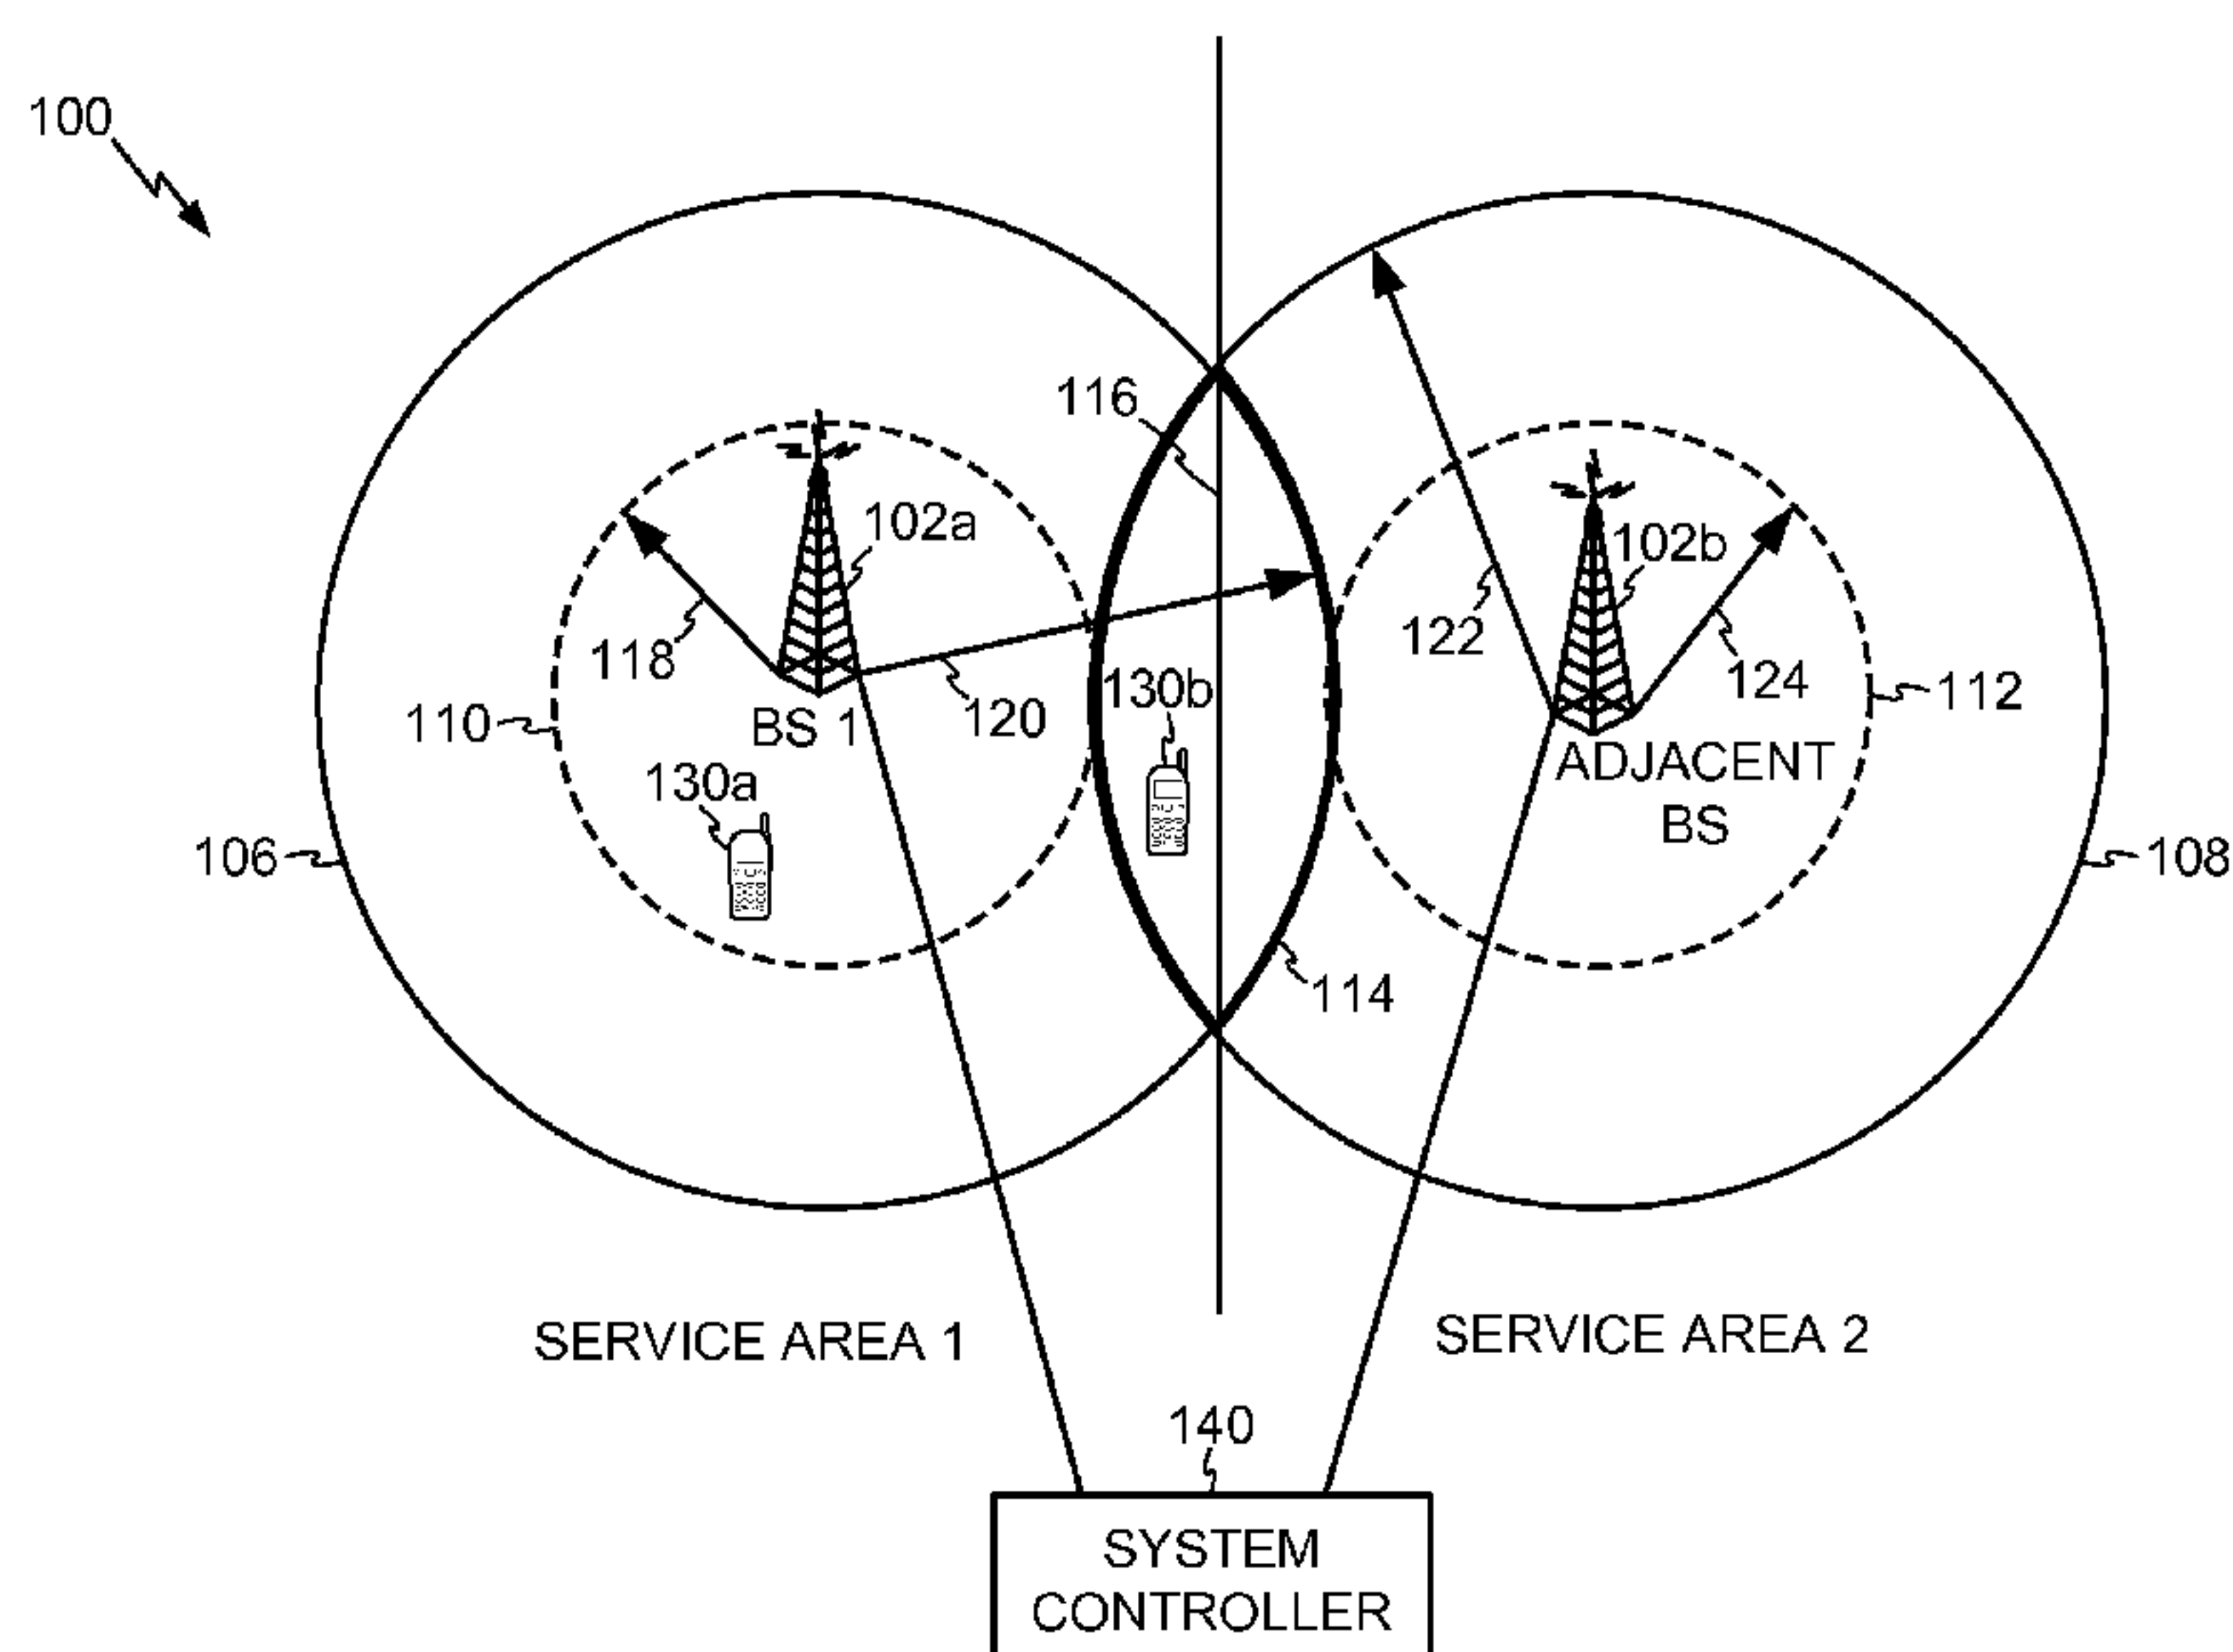 100
116
102a
102b
118
122
124
112
130b
120
110
BS 1
ADJACENT
BS
130a
106
108
114
SERVICE AREA 1
SERVICE AREA 2
140
SYSTEM
CONTROLLER